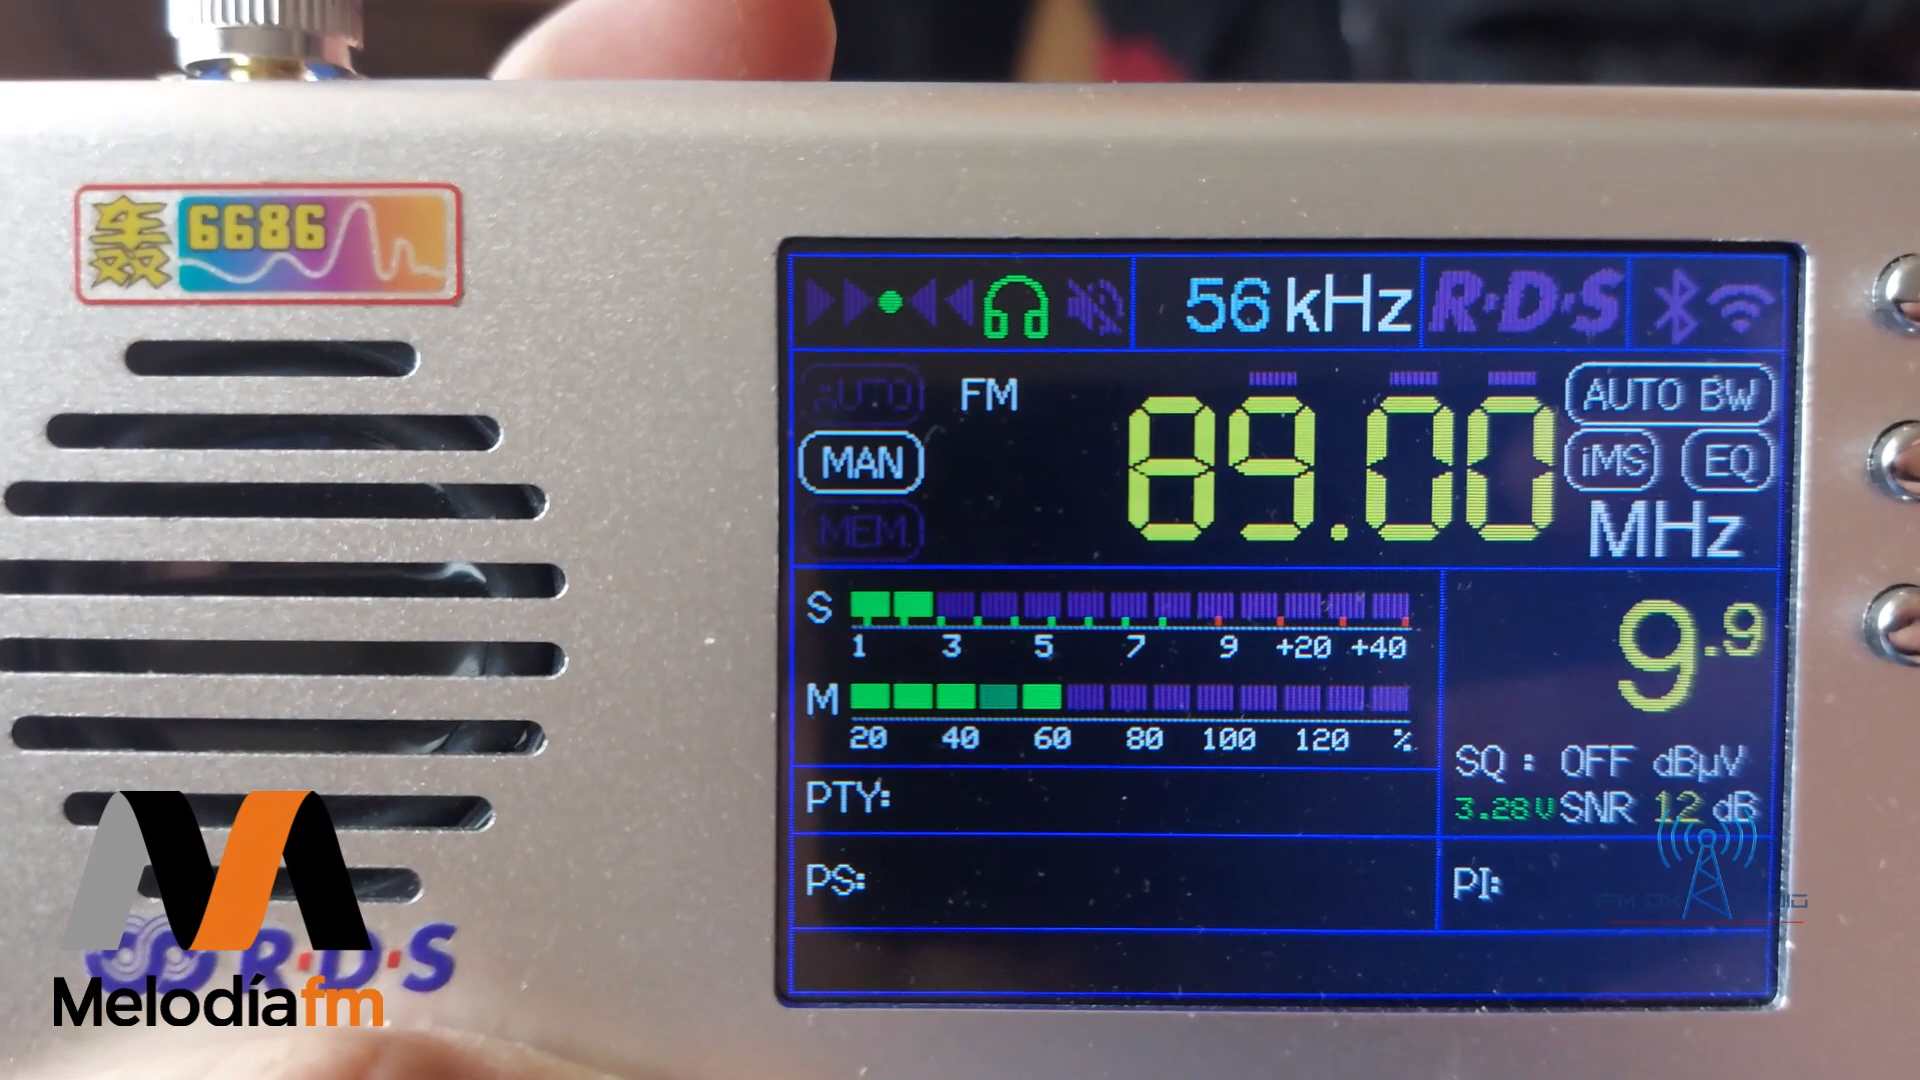 6686
56 kHz R·D·S
AUTO FM 89.00 AUTO BW
MAN iMS EQ
MEM MHz
S
1 3 5 7 9 +20 +40
9.9
M
20 40 60 80 100 120 %
SQ : OFF dBµV
PTY:
3.28V SNR 12 dB
PS: PI:
R·D·S
Melodíafm